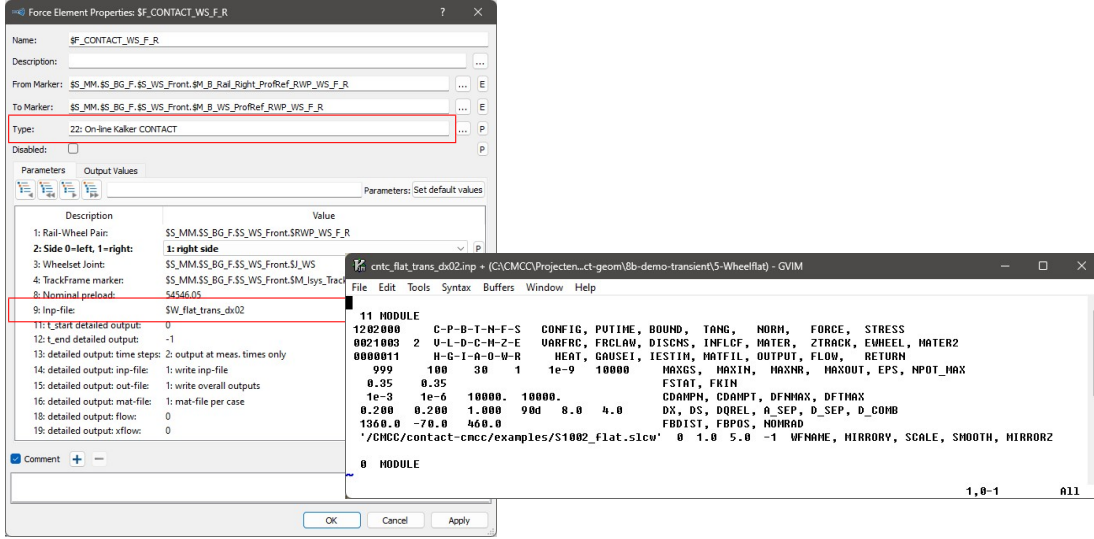 Force Element Properties: $F_CONTACT_WS_F_R
Name: $F_CONTACT_WS_F_R
Description:
From Marker: $S_MM.$S_BG_F.$S_WS_Front.$M_B_Rail_Right_ProfRef_RWP_WS_F_R ... E
To Marker: $S_MM.$S_BG_F.$S_WS_Front.$M_B_WS_ProfRef_RWP_WS_F_R ... E
Type: 22: On-line Kalker CONTACT ... P
Disabled: P
Parameters Output Values
Parameters: Set default values
Description Value
1: Rail-Wheel Pair: $S_MM.$S_BG_F.$S_WS_Front.$RWP_WS_F_R
2: Side 0=left, 1=right: 1: right side P
3: Wheelset Joint: $S_MM.$S_BG_F.$S_WS_Front.$J_WS
4: TrackFrame marker: $S_MM.$S_BG_F.$S_WS_Front.$M_Isys_Track
8: Nominal preload: 54546.05
9: Inp-file: $W_flat_trans_dx02
11: t_start detailed output: 0
12: t_end detailed output: -1
13: detailed output: time steps: 2: output at meas. times only
14: detailed output: inp-file: 1: write inp-file
15: detailed output: out-file: 1: write overall outputs
16: detailed output: mat-file: 1: mat-file per case
18: detailed output: flow: 0
19: detailed output: xflow: 0
Comment
OK Cancel Apply
cntc_flat_trans_dx02.inp + (C:\CMCC\Projecten...ct-geom\8b-demo-transient\5-Wheelflat) - GVIM
File Edit Tools Syntax Buffers Window Help
11 MODULE
1202000 C-P-B-T-N-F-S CONFIG, PVTIME, BOUND, TANG, NORM, FORCE, STRESS
0021003 2 V-L-D-C-M-Z-E VARFRC, FRCLAW, DISCNS, INFLCF, MATER, ZTRACK, EWHEEL, MATER2
0000011 H-G-I-A-O-W-R HEAT, GAUSEI, IESTIM, MATFIL, OUTPUT, FLOW, RETURN
999 100 30 1 1e-9 10000 MAXGS, MAXIN, MAXNR, MAXOUT, EPS, NPOT_MAX
0.35 0.35 FSTAT, FKIN
1e-3 1e-6 10000. 10000. CDAMPN, CDAMPT, DFNMAX, DFTMAX
0.200 0.200 1.000 90d 8.0 4.0 DX, DS, DQREL, A_SEP, D_SEP, D_COMB
1360.0 -70.0 460.0 FBDIST, FBPOS, NOMRAD
'/CMCC/contact-cmcc/examples/S1002_flat.slcw' 0 1.0 5.0 -1 WFNAME, MIRRORY, SCALE, SMOOTH, MIRRORZ
0 MODULE
~
1,0-1 All